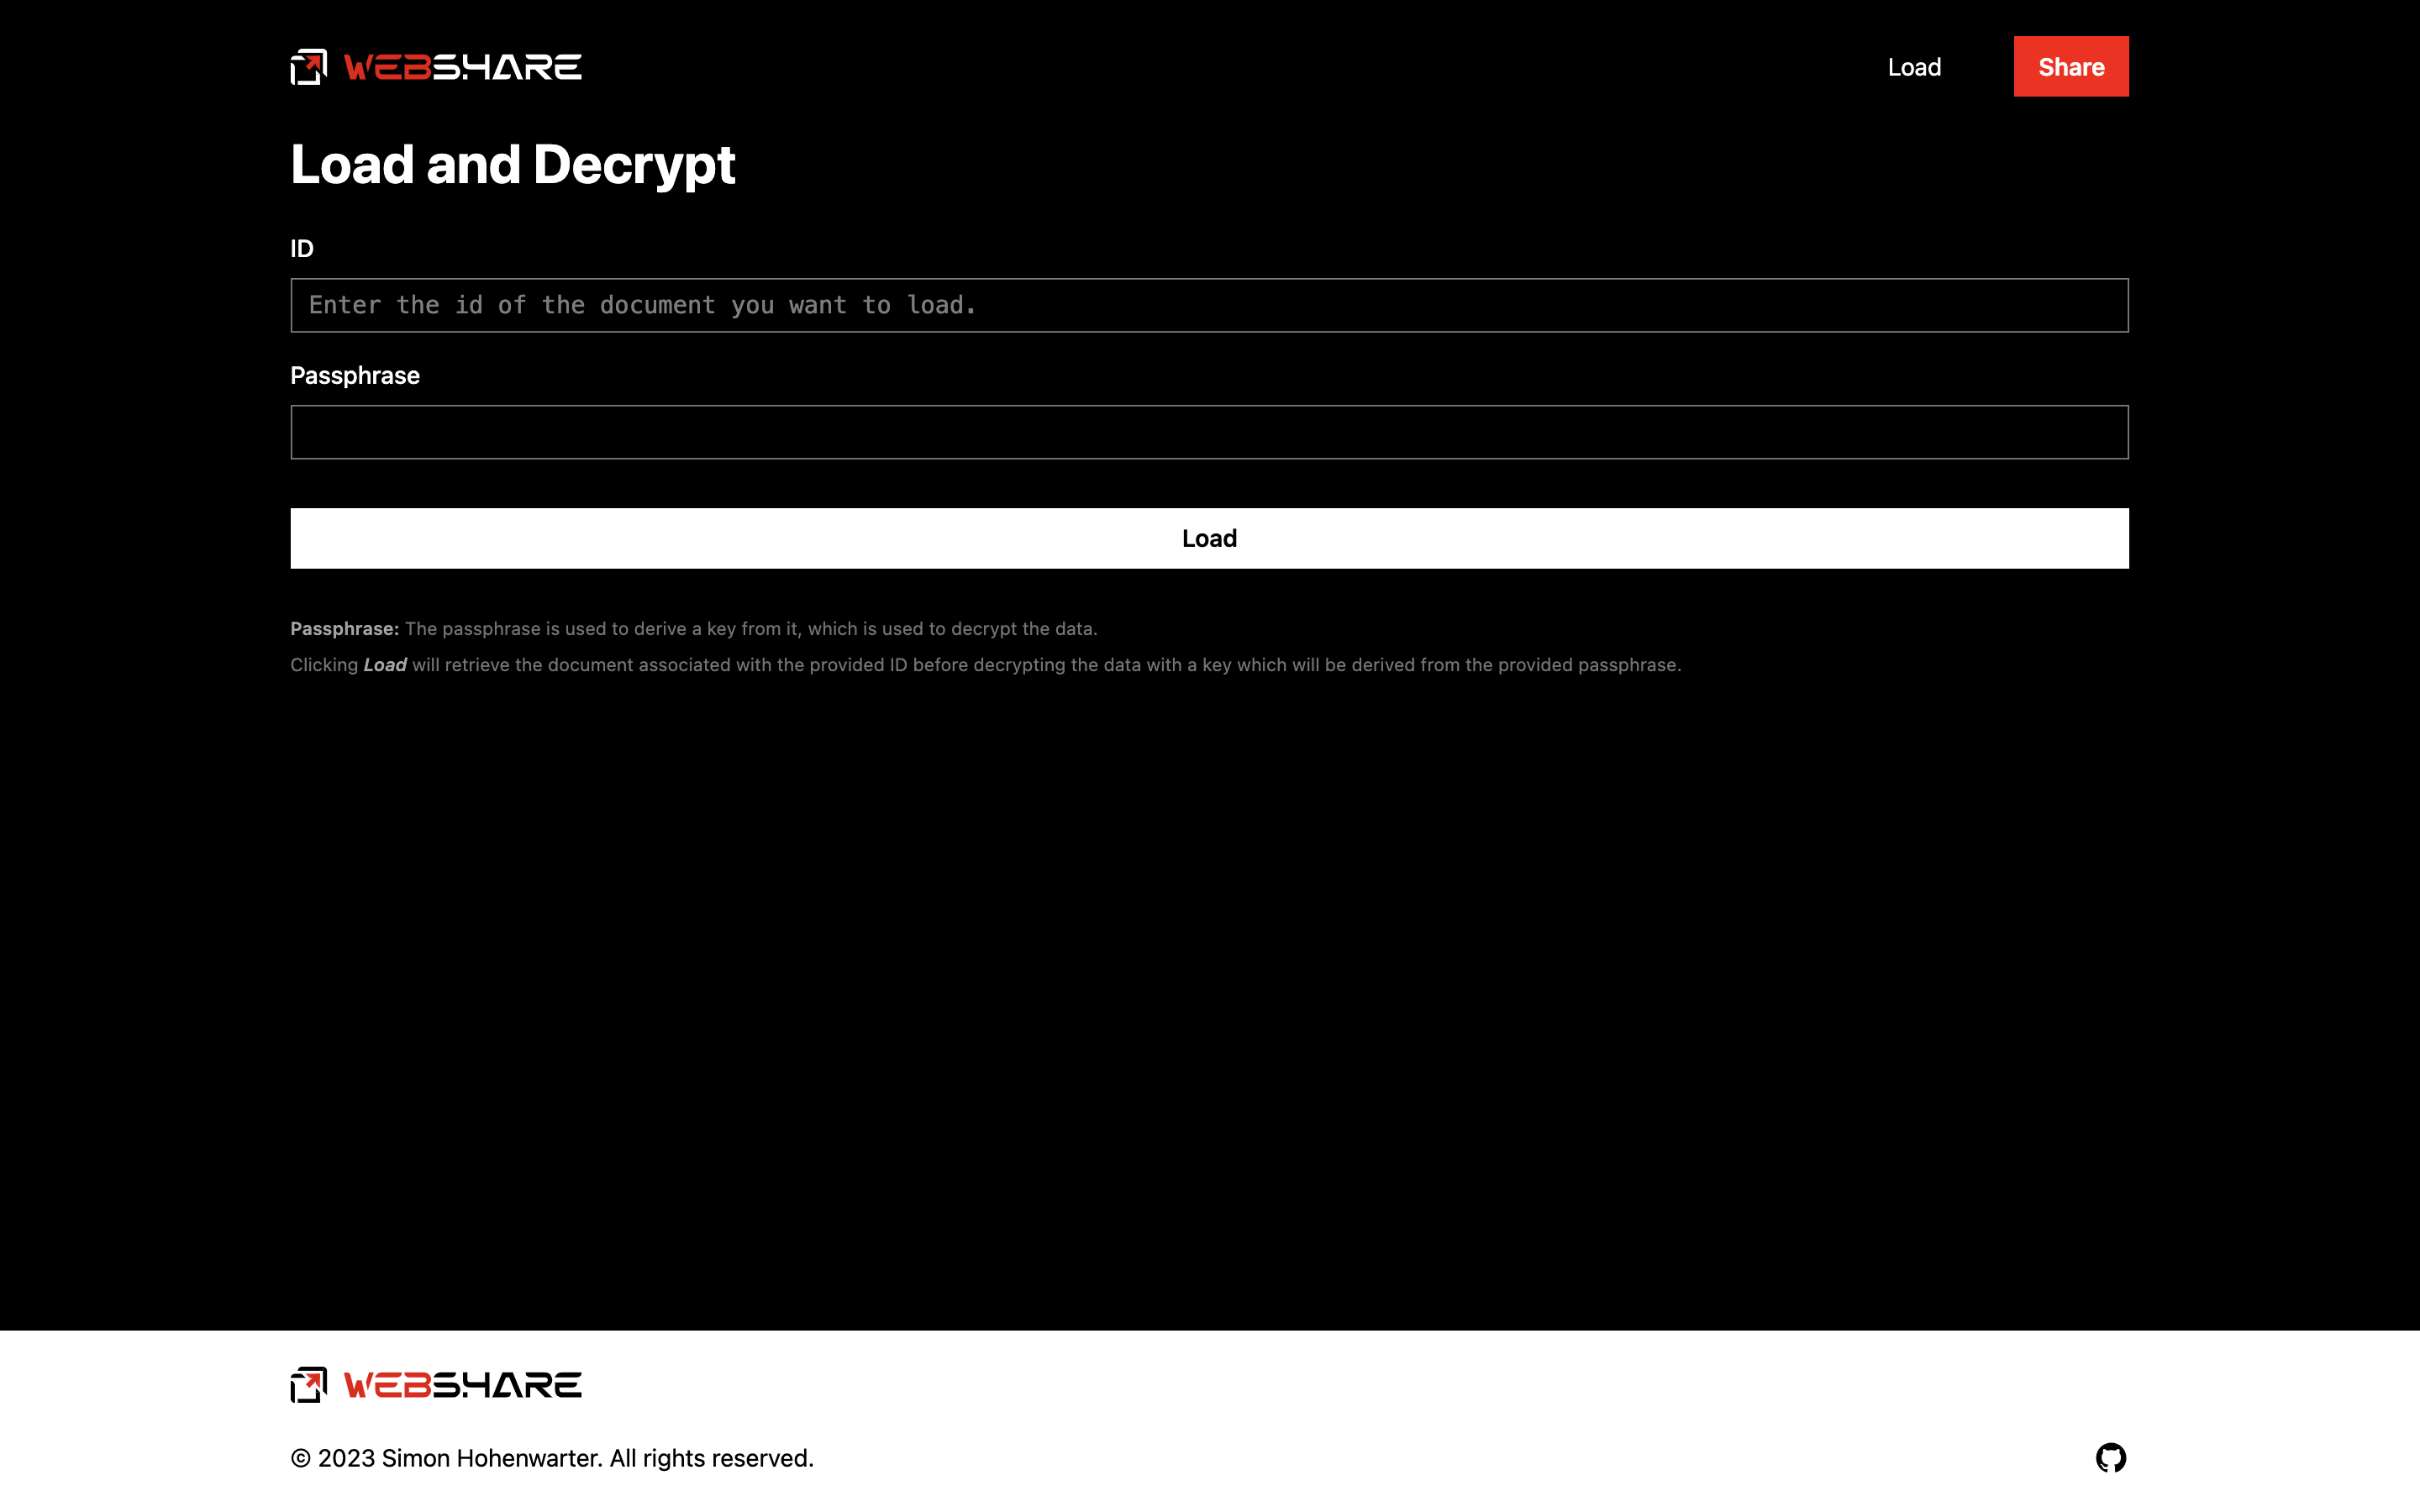 WEBSHARE
Load
Share
Load and Decrypt
ID
Enter the id of the document you want to load.
Passphrase
Load
Passphrase: The passphrase is used to derive a key from it, which is used to decrypt the data.
Clicking Load will retrieve the document associated with the provided ID before decrypting the data with a key which will be derived from the provided passphrase.
WEBSHARE
© 2023 Simon Hohenwarter. All rights reserved.